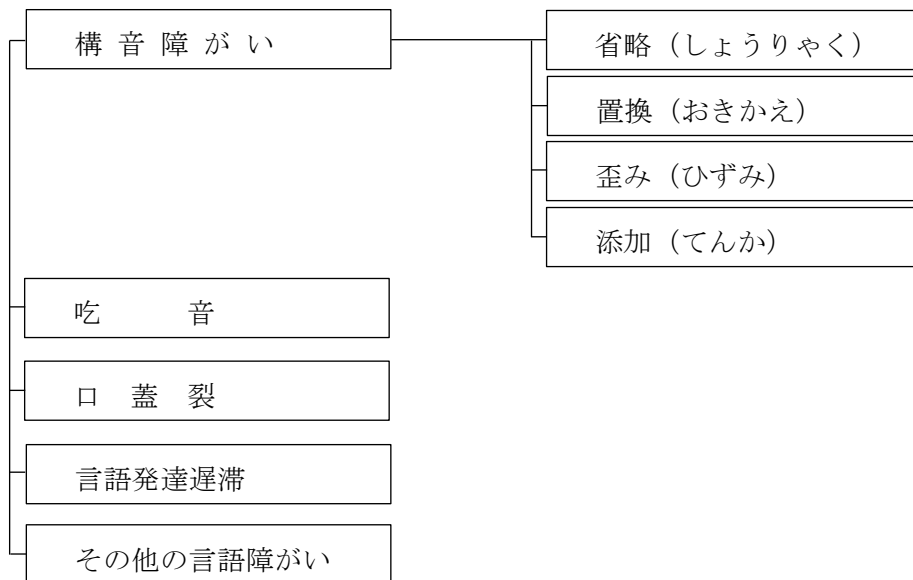 構音障がい
省略（しょうりゃく）
置換（おきかえ）
歪み（ひずみ）
添加（てんか）
吃音
口蓋裂
言語発達遅滞
その他の言語障がい